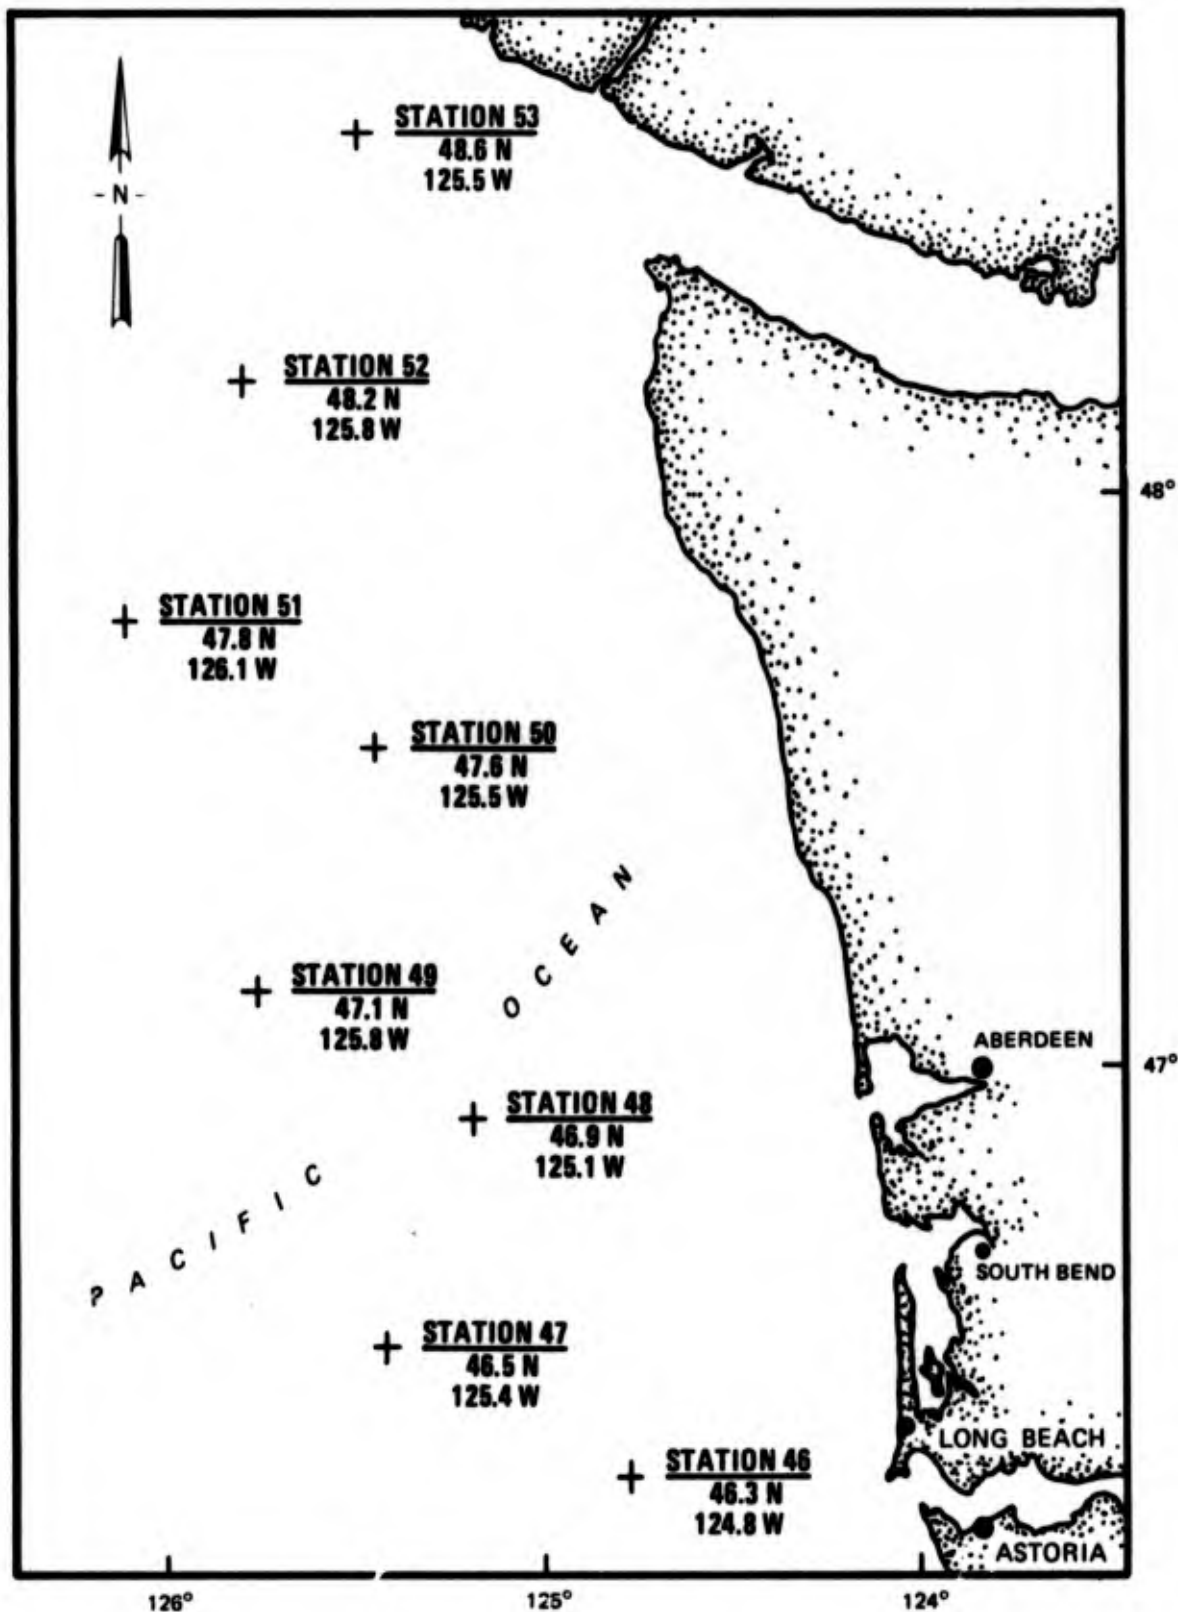 STATION 53
48.6 N
125.5 W
- N -
STATION 52
48.2 N
125.8 W
48°
STATION 51
47.8 N
126.1 W
STATION 50
47.6 N
125.5 W
STATION 49
47.1 N
125.8 W
PACIFIC OCEAN
ABERDEEN
47°
STATION 48
46.9 N
125.1 W
SOUTH BEND
STATION 47
46.5 N
125.4 W
LONG BEACH
STATION 46
46.3 N
124.8 W
ASTORIA
126° 125° 124°